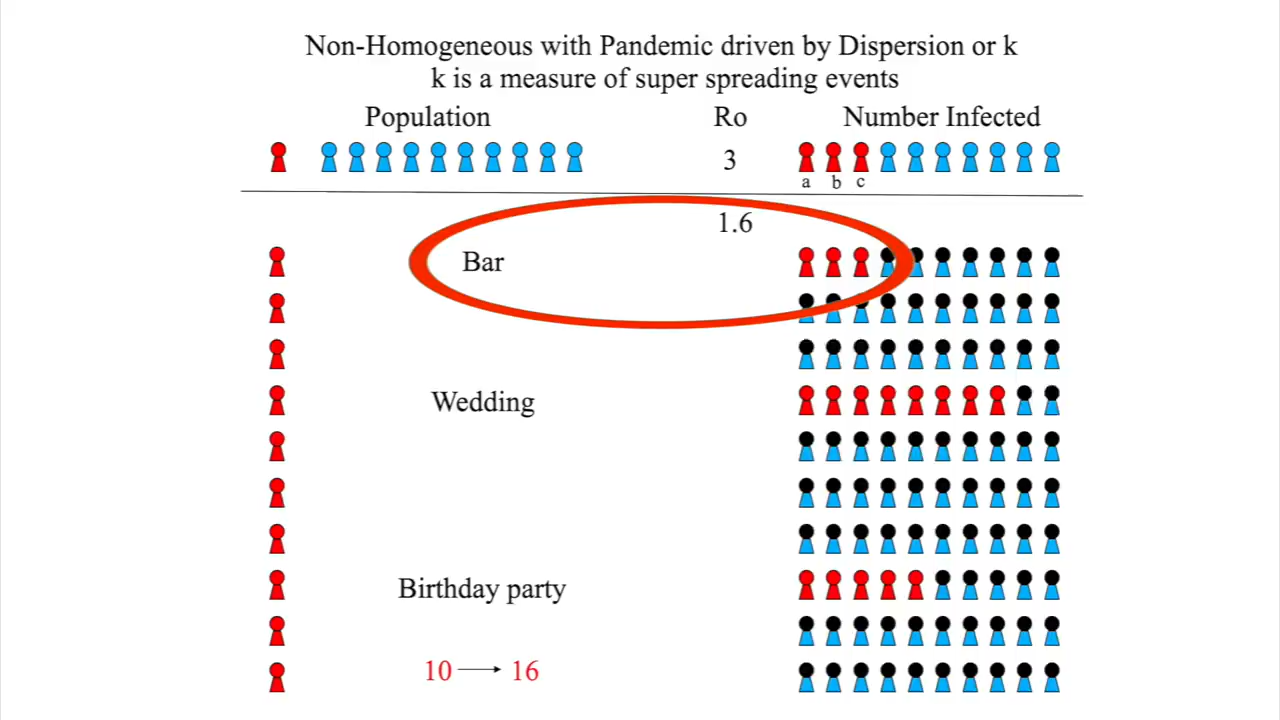 Non-Homogeneous with Pandemic driven by Dispersion or k
k is a measure of super spreading events
Population Ro Number Infected
3
a b c
1.6
Bar
Wedding
Birthday party
10 → 16